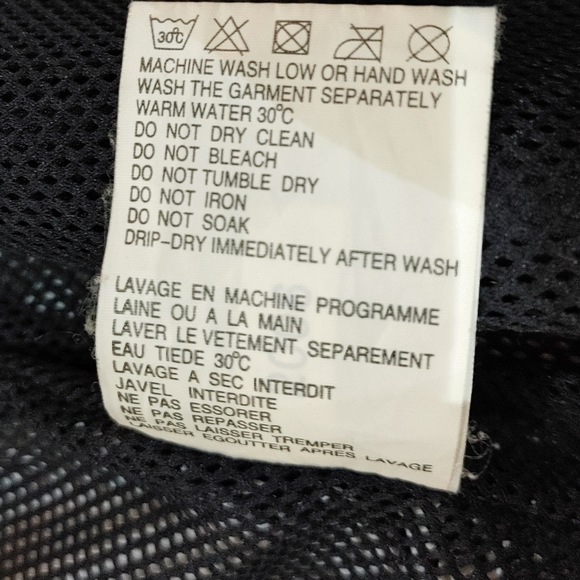 30℃
MACHINE WASH LOW OR HAND WASH
WASH THE GARMENT SEPARATELY
WARM WATER 30℃
DO NOT DRY CLEAN
DO NOT BLEACH
DO NOT TUMBLE DRY
DO NOT IRON
DO NOT SOAK
DRIP-DRY IMMEDIATELY AFTER WASH
LAVAGE EN MACHINE PROGRAMME
LAINE OU A LA MAIN
LAVER LE VETEMENT SEPAREMENT
EAU TIEDE 30℃
LAVAGE A SEC INTERDIT
JAVEL INTERDITE
NE PAS ESSORER
NE PAS REPASSER
NE PAS LAISSER TREMPER
LAISSER EGOUTTER APRES LAVAGE